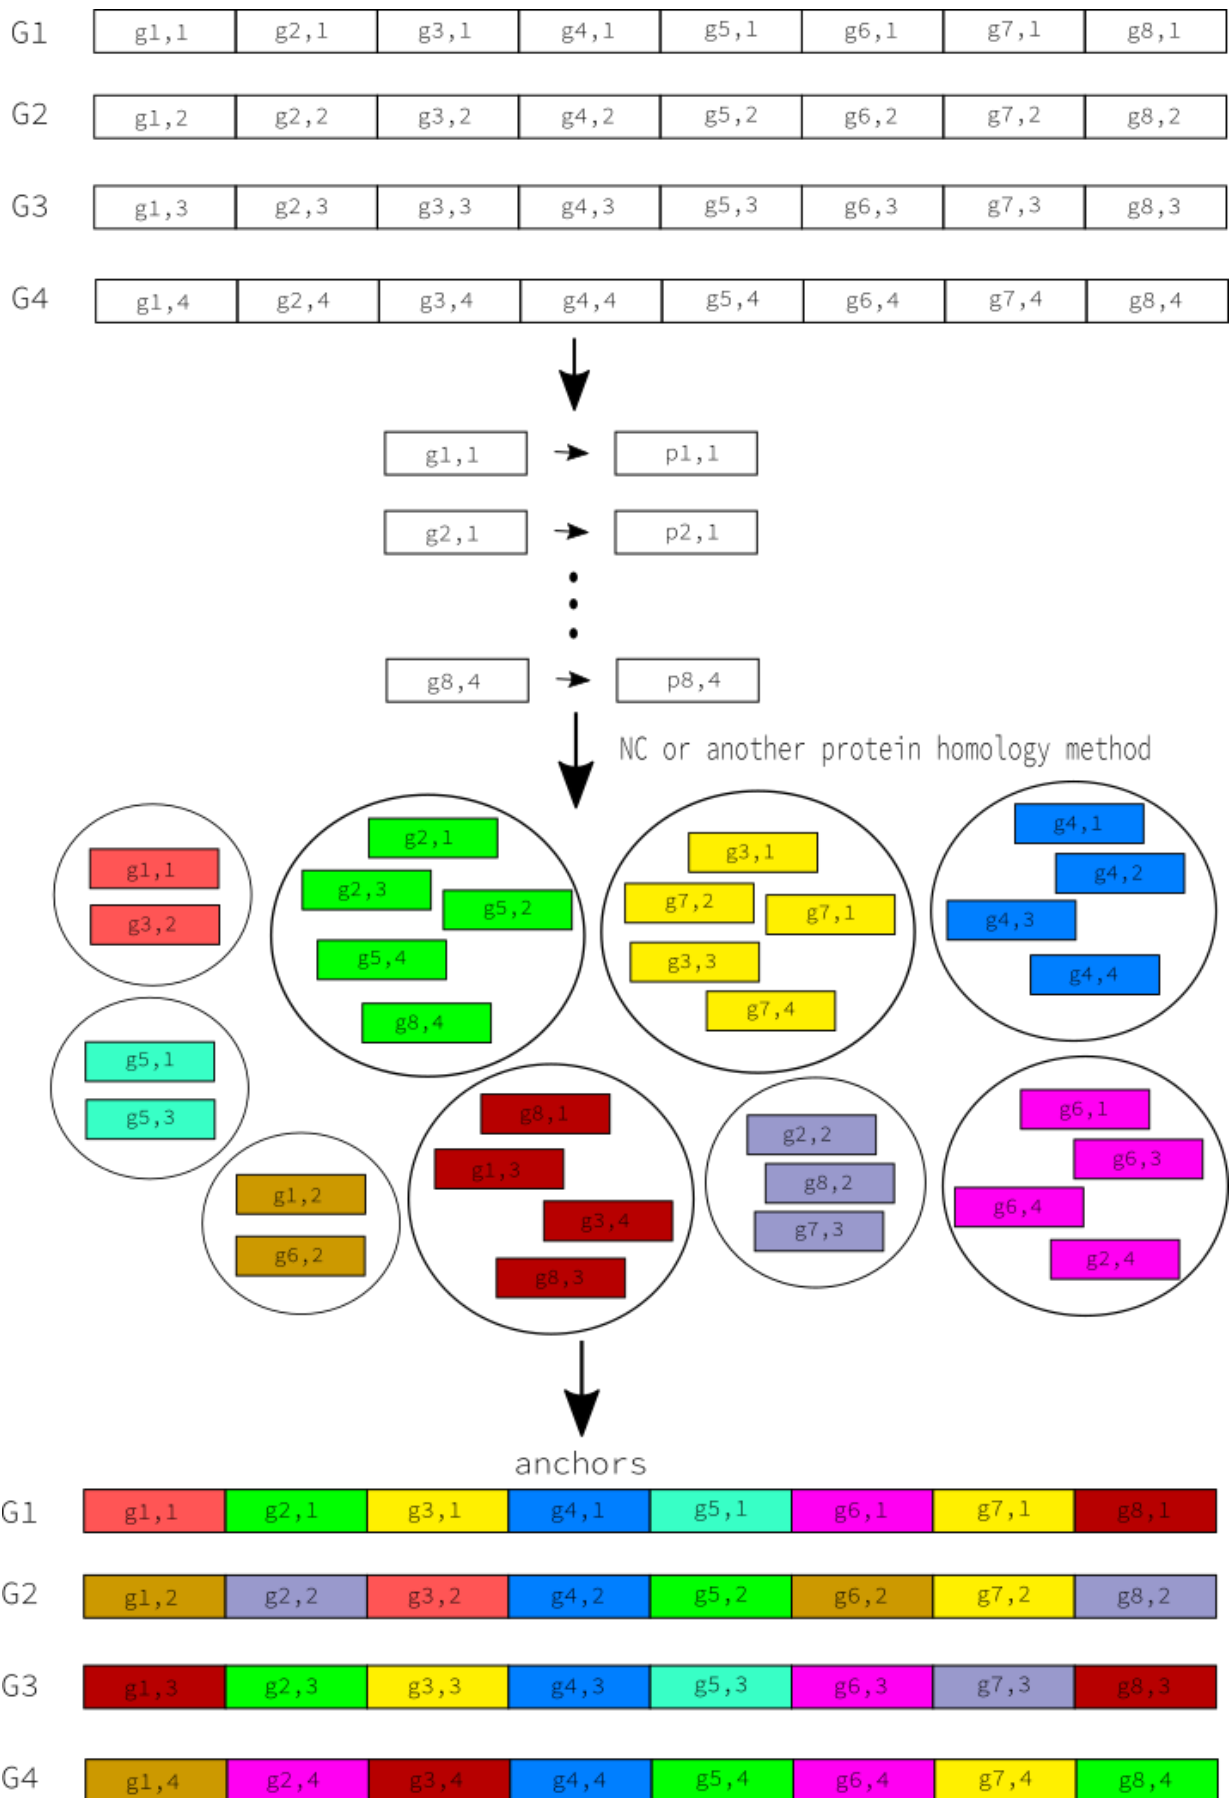 G1 g1,1 g2,1 g3,1 g4,1 g5,1 g6,1 g7,1 g8,1
G2 g1,2 g2,2 g3,2 g4,2 g5,2 g6,2 g7,2 g8,2
G3 g1,3 g2,3 g3,3 g4,3 g5,3 g6,3 g7,3 g8,3
G4 g1,4 g2,4 g3,4 g4,4 g5,4 g6,4 g7,4 g8,4
g1,1 p1,1
g2,1 p2,1
g8,4 p8,4
NC or another protein homology method
g1,1
g3,2
g2,1
g2,3
g5,2
g5,4
g8,4
g3,1
g7,2
g7,1
g3,3
g7,4
g4,1
g4,2
g4,3
g4,4
g5,1
g5,3
g1,2
g6,2
g8,1
g1,3
g3,4
g8,3
g2,2
g8,2
g7,3
g6,1
g6,3
g6,4
g2,4
anchors
G1 g1,1 g2,1 g3,1 g4,1 g5,1 g6,1 g7,1 g8,1
G2 g1,2 g2,2 g3,2 g4,2 g5,2 g6,2 g7,2 g8,2
G3 g1,3 g2,3 g3,3 g4,3 g5,3 g6,3 g7,3 g8,3
G4 g1,4 g2,4 g3,4 g4,4 g5,4 g6,4 g7,4 g8,4